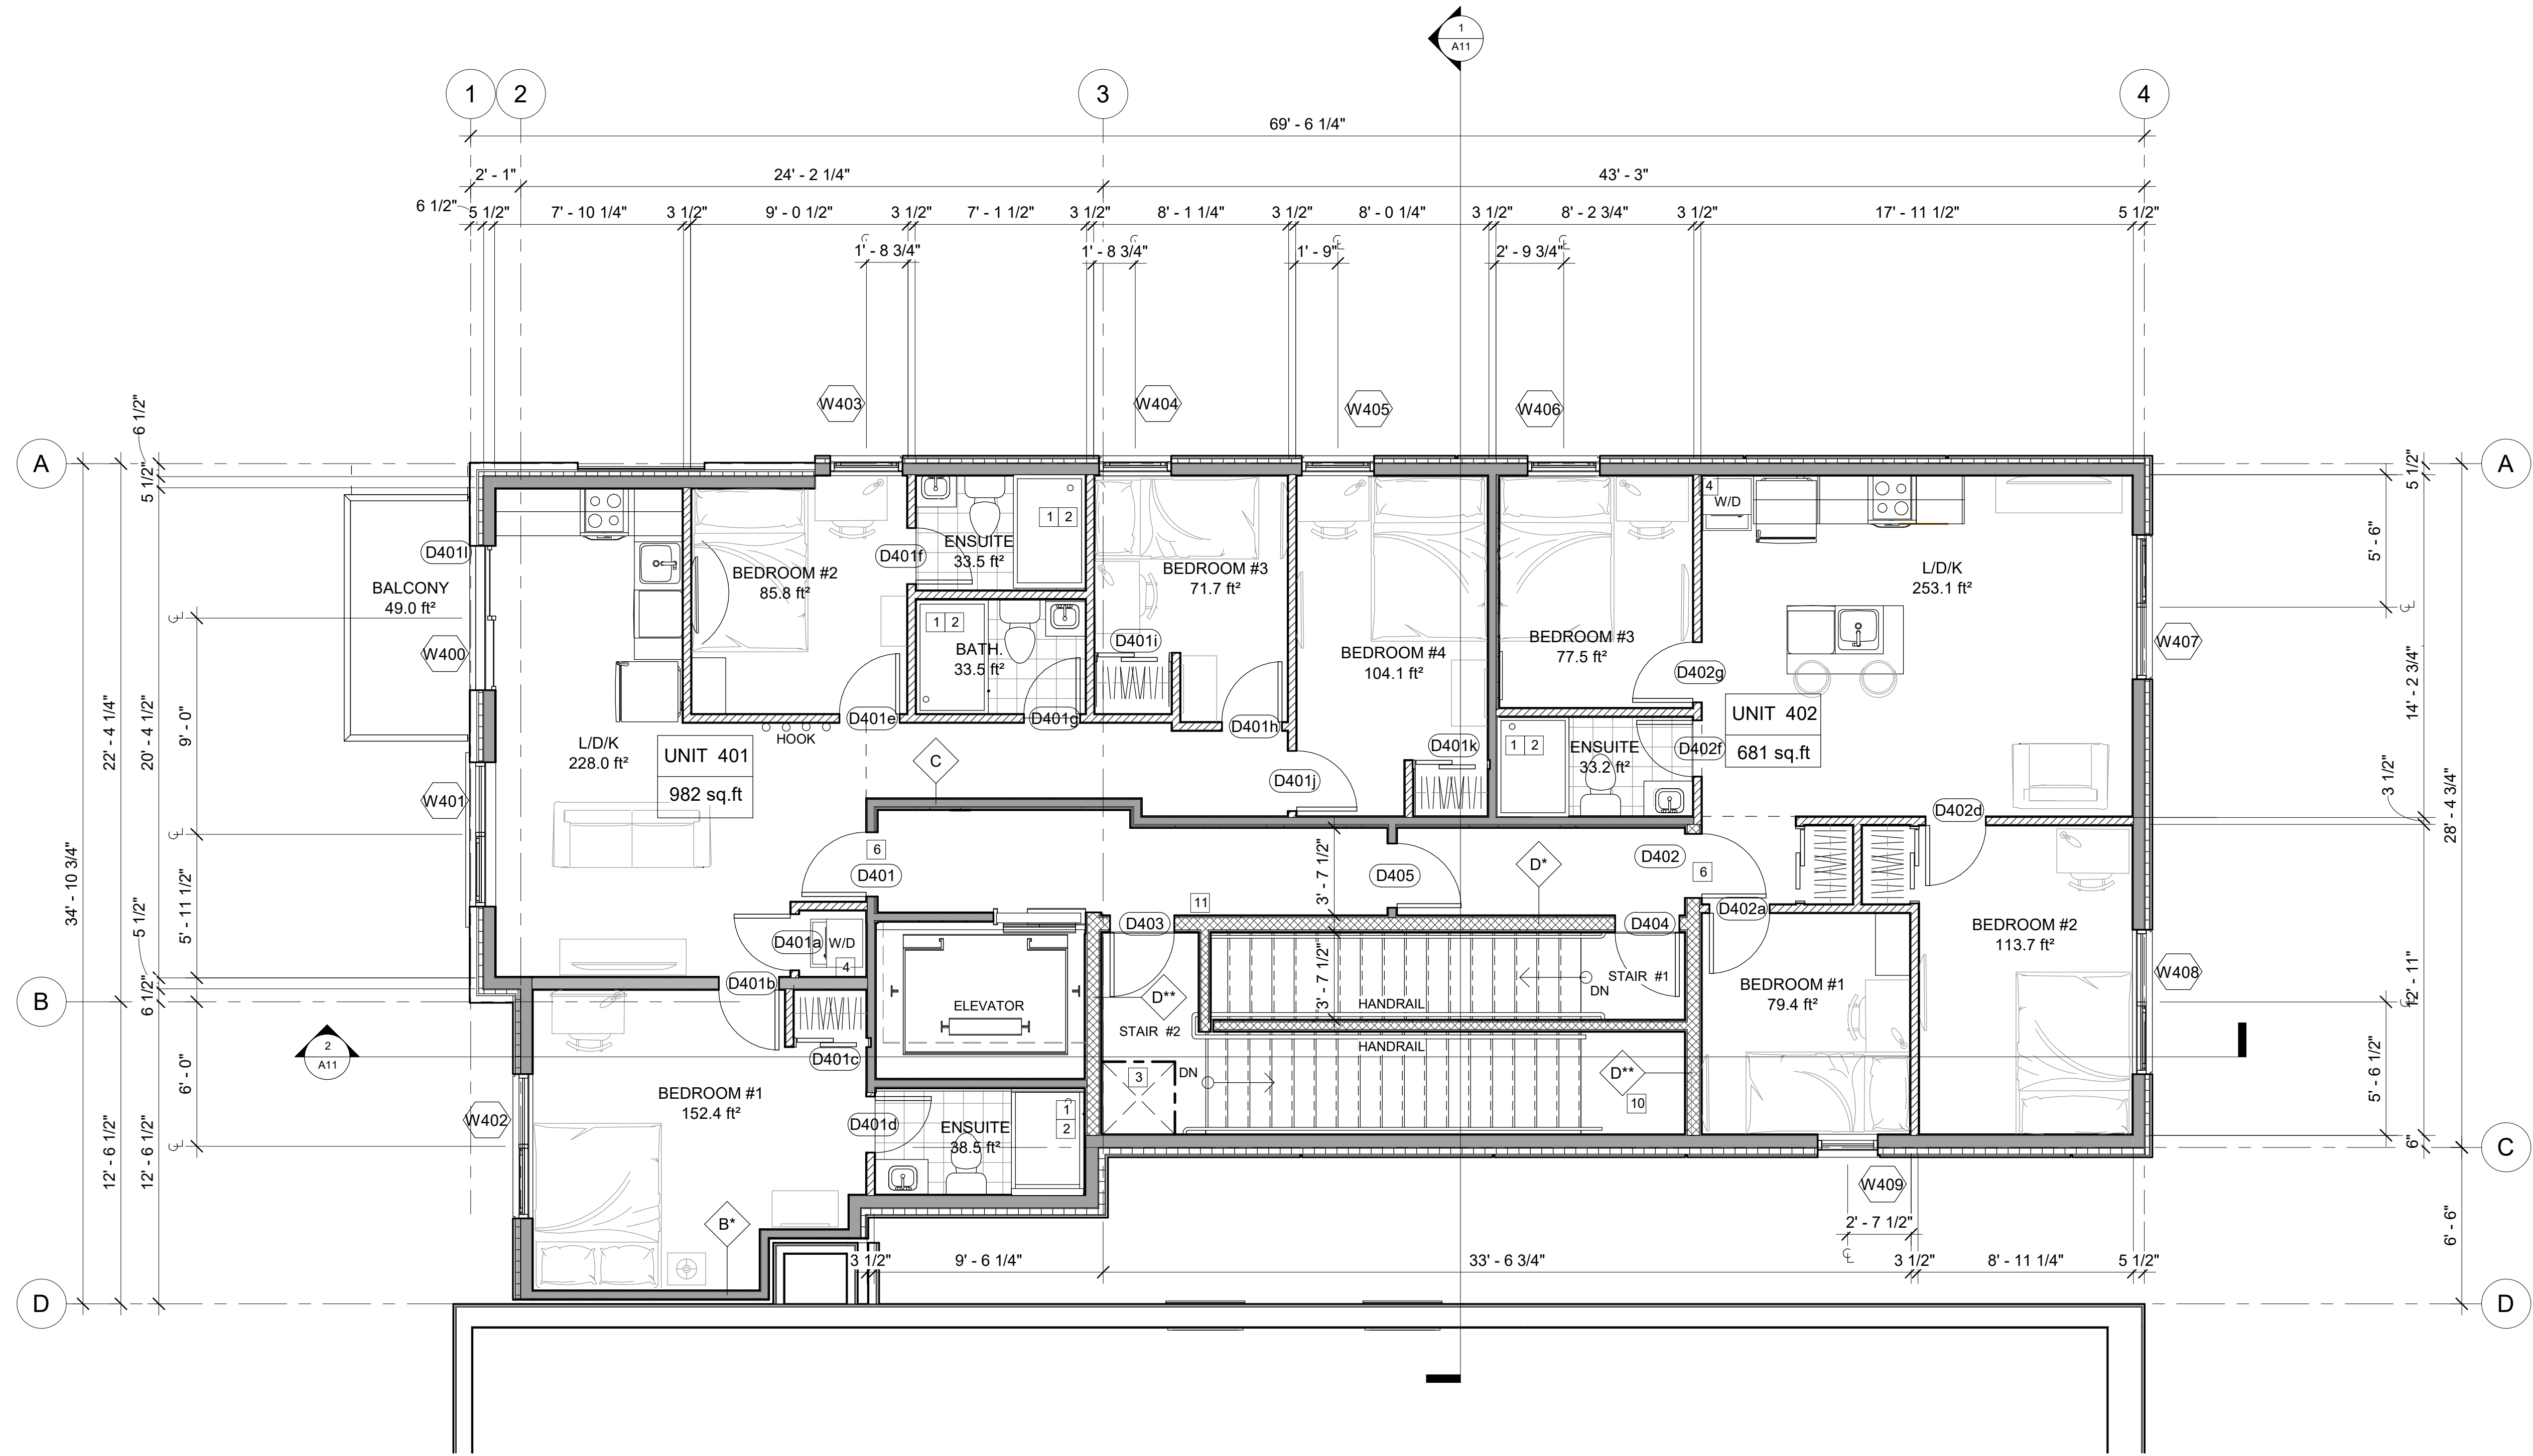 1
A11
1
2
3
4
69' - 6 1/4"
2' - 1"
24' - 2 1/4"
43' - 3"
6 1/2"
5 1/2"
7' - 10 1/4"
3 1/2"
9' - 0 1/2"
3 1/2"
7' - 1 1/2"
3 1/2"
8' - 1 1/4"
3 1/2"
8' - 0 1/4"
3 1/2"
8' - 2 3/4"
3 1/2"
17' - 11 1/2"
5 1/2"
1' - 8 3/4"
1' - 8 3/4"
1' - 9"
2' - 9 3/4"
W403
W404
W405
W406
A
A
6 1/2"
5 1/2"
34' - 10 3/4"
22' - 4 1/4"
20' - 4 1/2"
9' - 0"
5' - 11 1/2"
5 1/2"
6 1/2"
6' - 0"
12' - 6 1/2"
12' - 6 1/2"
B
D
D401l
BALCONY
49.0 ft²
W400
W401
W402
BEDROOM #2
85.8 ft²
D401f
ENSUITE
33.5 ft²
1 2
BATH.
33.5 ft²
1 2
D401e
D401g
HOOK
BEDROOM #3
71.7 ft²
D401i
D401h
BEDROOM #4
104.1 ft²
D401k
D401j
L/D/K
228.0 ft²
UNIT 401
982 sq.ft
C
6
D401
D401a
W/D
4
D401b
D401c
BEDROOM #1
152.4 ft²
D401d
ENSUITE
38.5 ft²
1
2
B*
ELEVATOR
2
A11
BEDROOM #3
77.5 ft²
D402g
4
W/D
L/D/K
253.1 ft²
UNIT 402
681 sq.ft
1 2
ENSUITE
33.2 ft²
D402f
D402d
D402
6
D402a
D405
D*
3' - 7 1/2"
11
D403
D404
3' - 7 1/2"
STAIR #1
DN
HANDRAIL
D**
STAIR #2
HANDRAIL
3
DN
D**
10
BEDROOM #1
79.4 ft²
BEDROOM #2
113.7 ft²
W407
W408
W409
5 1/2"
5' - 6"
14' - 2 3/4"
3 1/2"
28' - 4 3/4"
12' - 11"
5' - 6 1/2"
6"
6' - 6"
C
D
2' - 7 1/2"
3 1/2"
9' - 6 1/4"
33' - 6 3/4"
3 1/2"
8' - 11 1/4"
5 1/2"